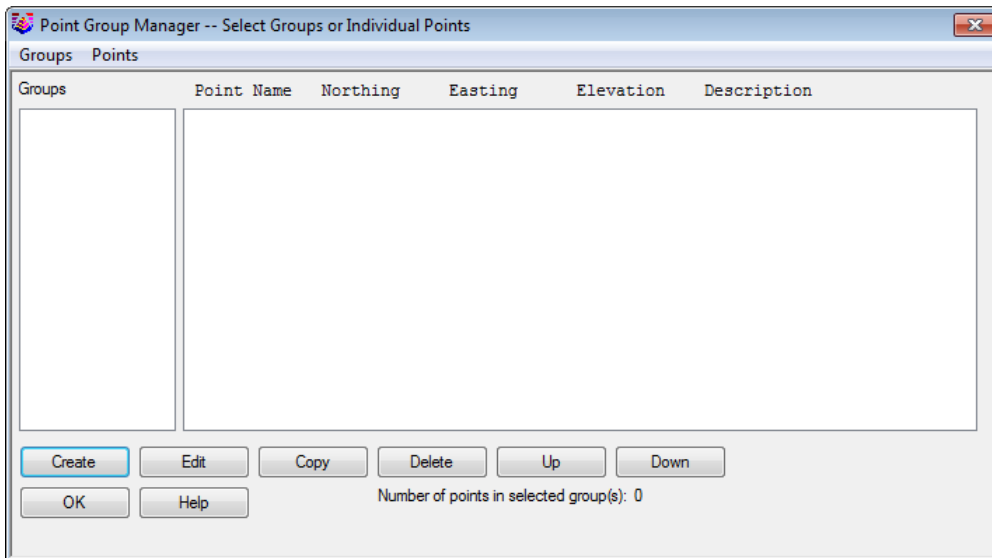 Point Group Manager -- Select Groups or Individual Points
Groups Points
Groups Point Name Northing Easting Elevation Description
Create Edit Copy Delete Up Down
OK Help Number of points in selected group(s): 0